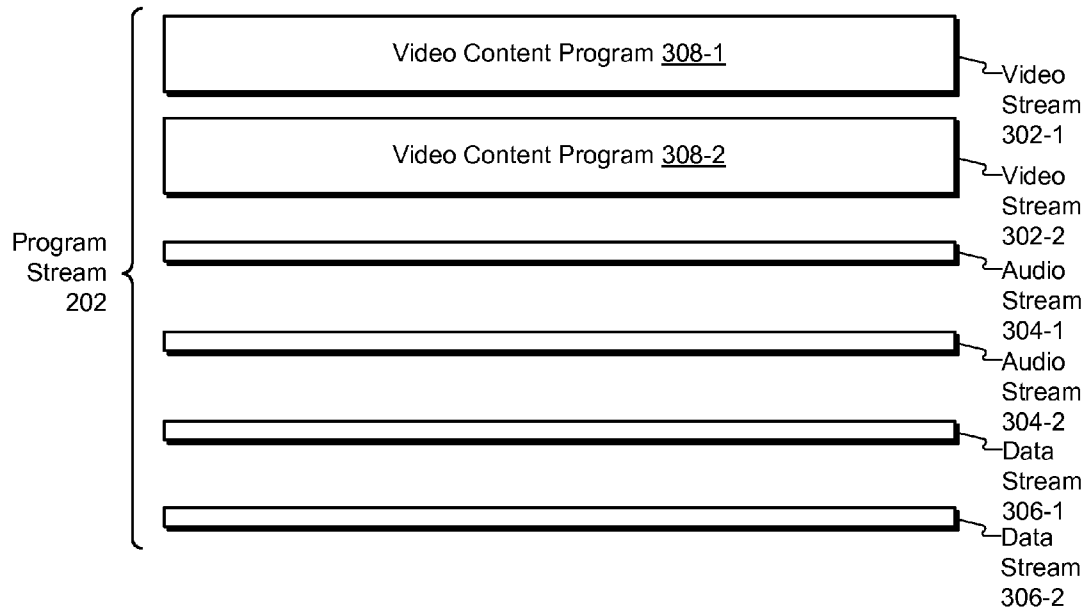 Video Content Program 308-1
Video
Stream
302-1
Video Content Program 308-2
Video
Stream
302-2
Program
Stream
202
Audio
Stream
304-1
Audio
Stream
304-2
Data
Stream
306-1
Data
Stream
306-2